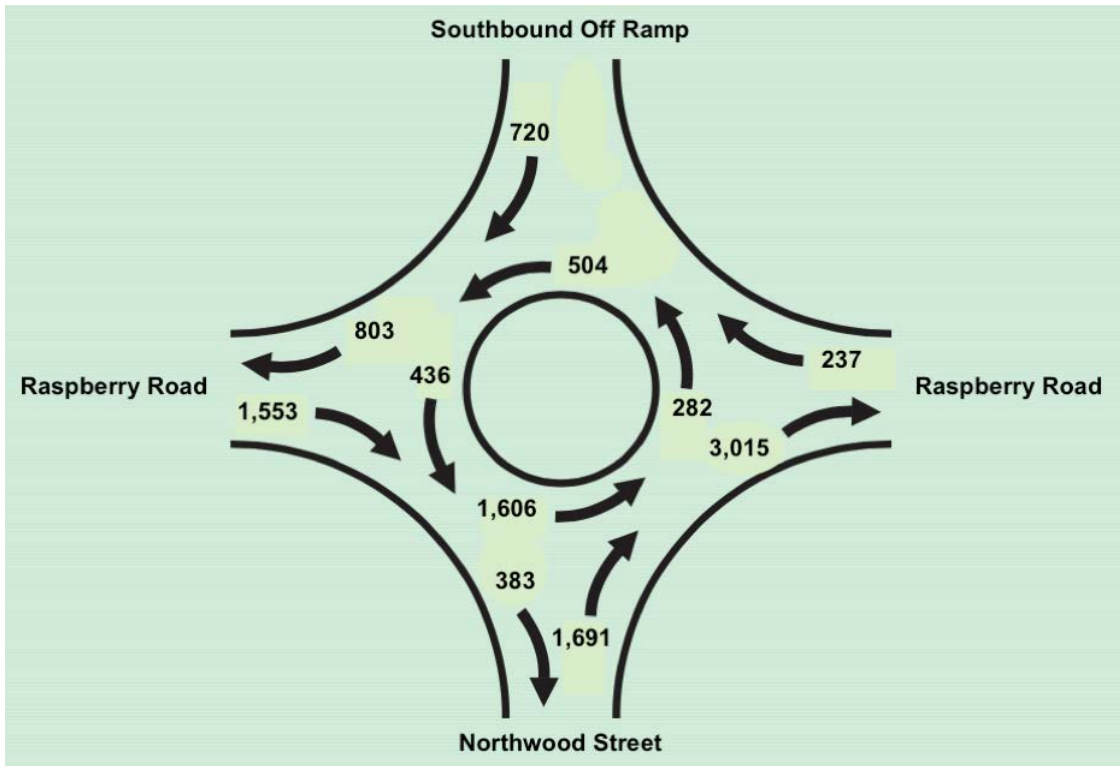 Southbound Off Ramp
720
504
803
237
Raspberry Road
436
Raspberry Road
1,553
282
3,015
1,606
383
1,691
Northwood Street